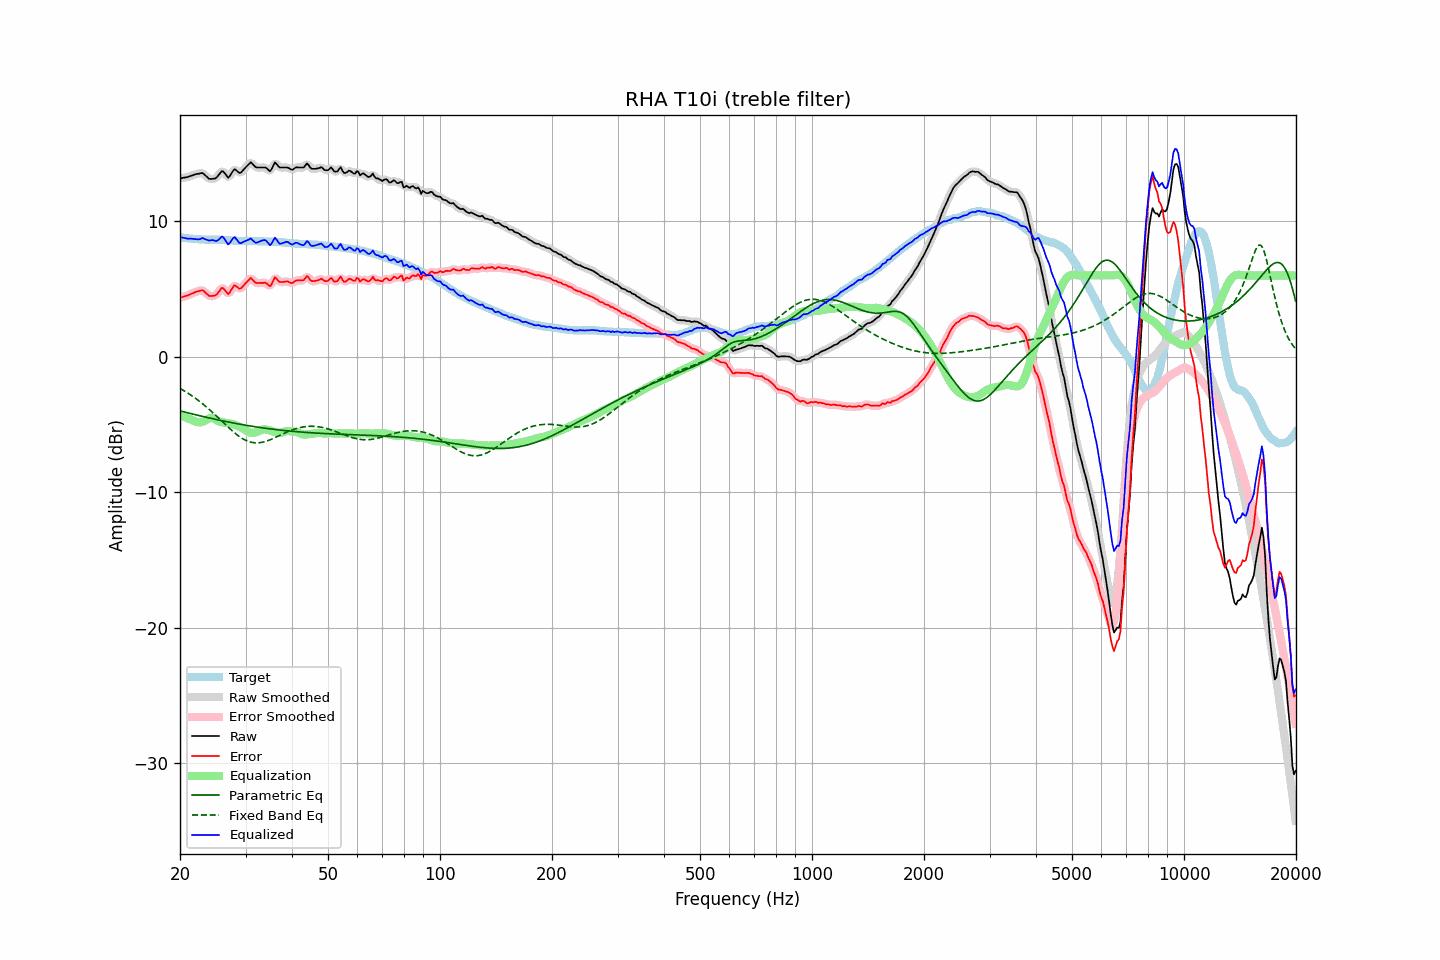 RHA T10i (treble filter)
10
0
−10
−20
−30
Amplitude (dBr)
Target
Raw Smoothed
Error Smoothed
Raw
Error
Equalization
Parametric Eq
Fixed Band Eq
Equalized
20 50 100 200 500 1000 2000 5000 10000 20000
Frequency (Hz)